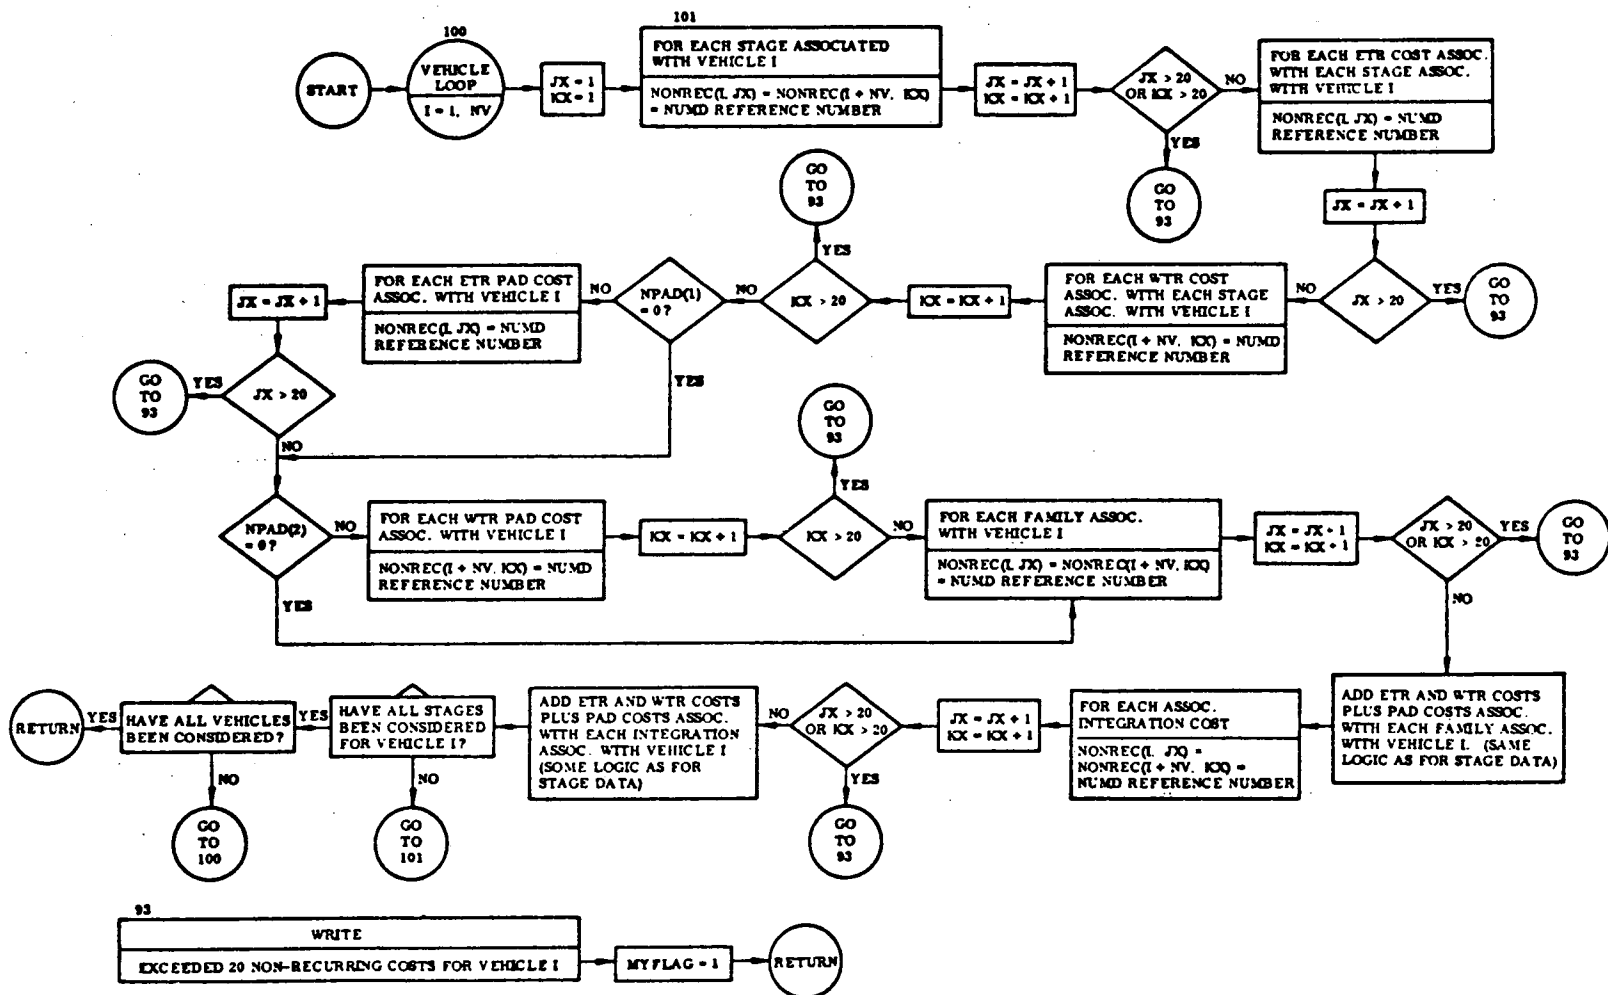 START
100
VEHICLE
LOOP
I = 1, NV
JX = 1
KX = 1
101
FOR EACH STAGE ASSOCIATED
WITH VEHICLE I
NONREC(I, JX) = NONREC(I + NV, KX)
= NUMD REFERENCE NUMBER
JX = JX + 1
KX = KX + 1
JX > 20
OR KX > 20
NO
YES
GO
TO
93
FOR EACH ETR COST ASSOC.
WITH EACH STAGE ASSOC.
WITH VEHICLE I
NONREC(I, JX) = NUMD
REFERENCE NUMBER
JX = JX + 1
JX > 20
YES
GO
TO
93
NO
FOR EACH WTR COST
ASSOC. WITH EACH STAGE
ASSOC. WITH VEHICLE I
NONREC(I + NV, KX) = NUMD
REFERENCE NUMBER
KX = KX + 1
KX > 20
YES
GO
TO
93
NO
NPAD(1)
= 0?
NO
YES
FOR EACH ETR PAD COST
ASSOC. WITH VEHICLE I
NONREC(I, JX) = NUMD
REFERENCE NUMBER
JX = JX + 1
JX > 20
YES
GO
TO
93
NO
NPAD(2)
= 0?
NO
YES
FOR EACH WTR PAD COST
ASSOC. WITH VEHICLE I
NONREC(I + NV, KX) = NUMD
REFERENCE NUMBER
KX = KX + 1
KX > 20
YES
GO
TO
93
NO
FOR EACH FAMILY ASSOC.
WITH VEHICLE I
NONREC(I, JX) = NONREC(I + NV, KX)
= NUMD REFERENCE NUMBER
JX = JX + 1
KX = KX + 1
JX > 20
OR KX > 20
YES
GO
TO
93
NO
ADD ETR AND WTR COSTS
PLUS PAD COSTS ASSOC.
WITH EACH FAMILY ASSOC.
WITH VEHICLE I. (SAME
LOGIC AS FOR STAGE DATA)
FOR EACH ASSOC.
INTEGRATION COST
NONREC(I, JX) =
NONREC(I + NV, KX) =
NUMD REFERENCE NUMBER
JX = JX + 1
KX = KX + 1
JX > 20
OR KX > 20
YES
GO
TO
93
NO
ADD ETR AND WTR COSTS
PLUS PAD COSTS ASSOC.
WITH EACH INTEGRATION
ASSOC. WITH VEHICLE I
(SOME LOGIC AS FOR
STAGE DATA)
HAVE ALL STAGES
BEEN CONSIDERED
FOR VEHICLE I?
NO
GO
TO
101
YES
HAVE ALL VEHICLES
BEEN CONSIDERED?
NO
GO
TO
100
YES
RETURN
93
WRITE
EXCEEDED 20 NON-RECURRING COSTS FOR VEHICLE I
MYFLAG = 1
RETURN